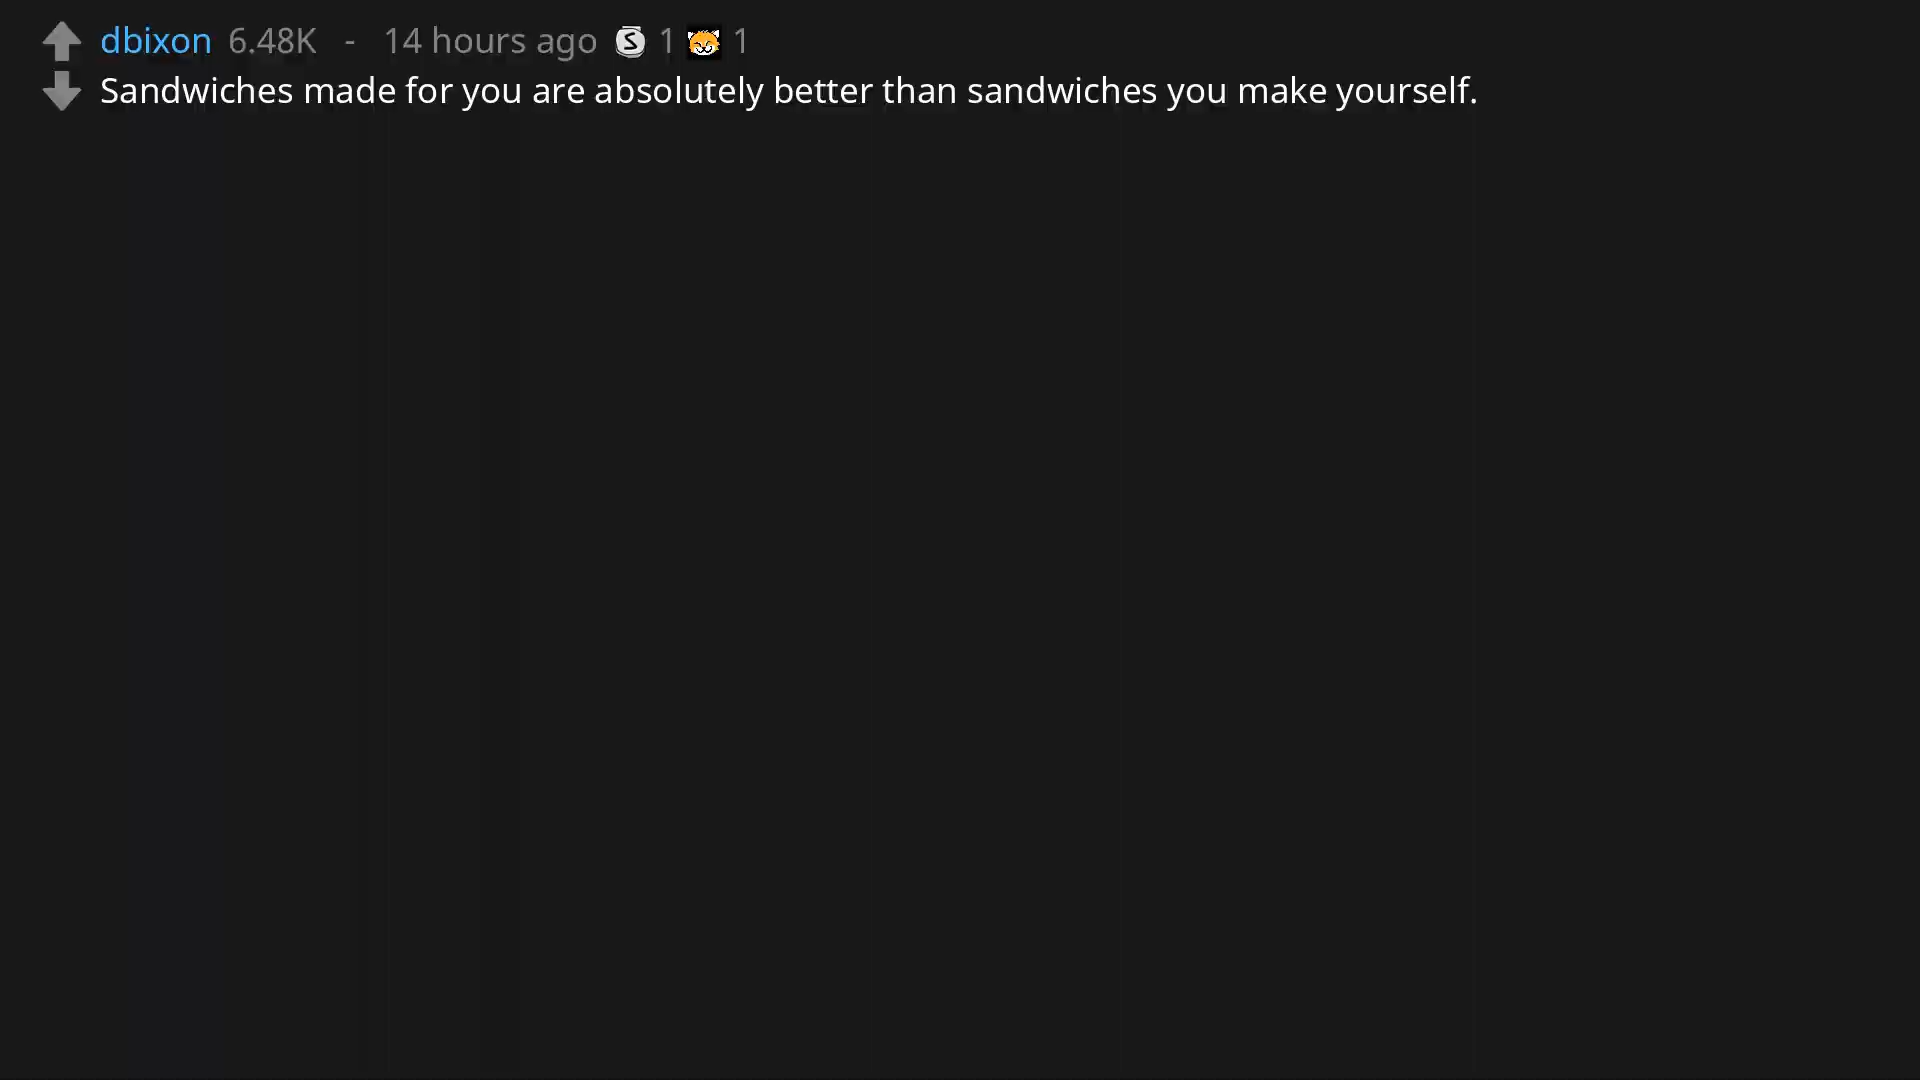 dbixon 6.48K - 14 hours ago S 1 1
Sandwiches made for you are absolutely better than sandwiches you make yourself.